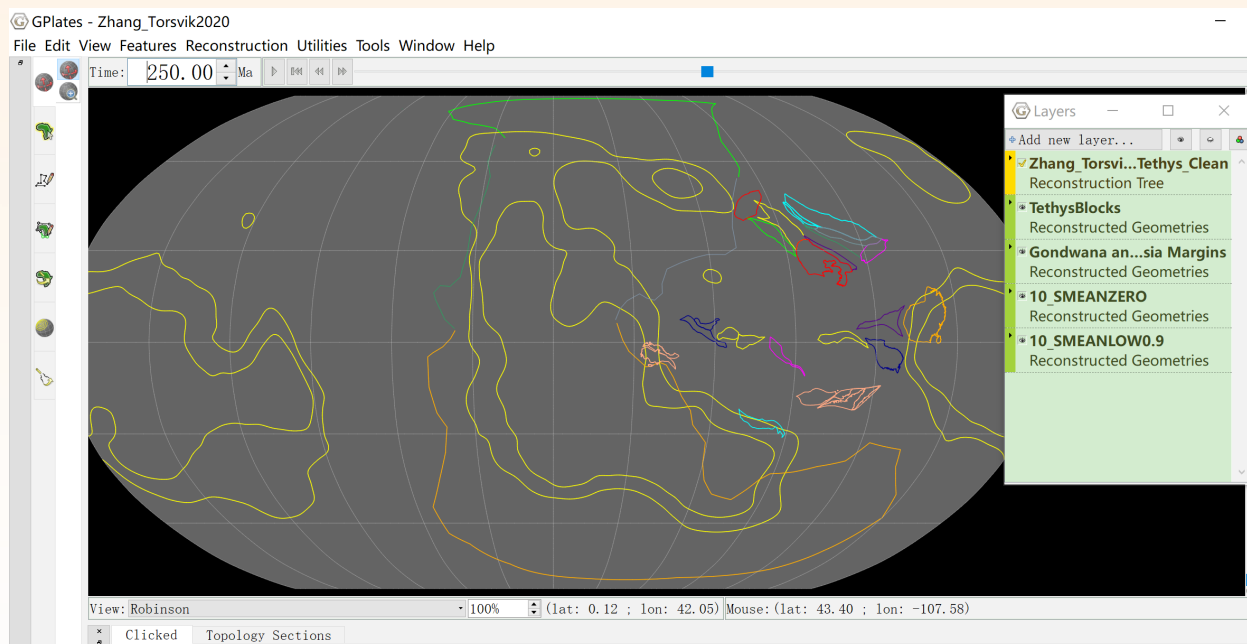 GPlates - Zhang_Torsvik2020
File Edit View Features Reconstruction Utilities Tools Window Help
Time: 250.00 Ma
Layers
Add new layer...
Zhang_Torsvi...Tethys_Clean
Reconstruction Tree
TethysBlocks
Reconstructed Geometries
Gondwana an...sia Margins
Reconstructed Geometries
10_SMEANZERO
Reconstructed Geometries
10_SMEANLOW0.9
Reconstructed Geometries
View: Robinson 100% (lat: 0.12 ; lon: 42.05) Mouse: (lat: 43.40 ; lon: -107.58)
Clicked Topology Sections